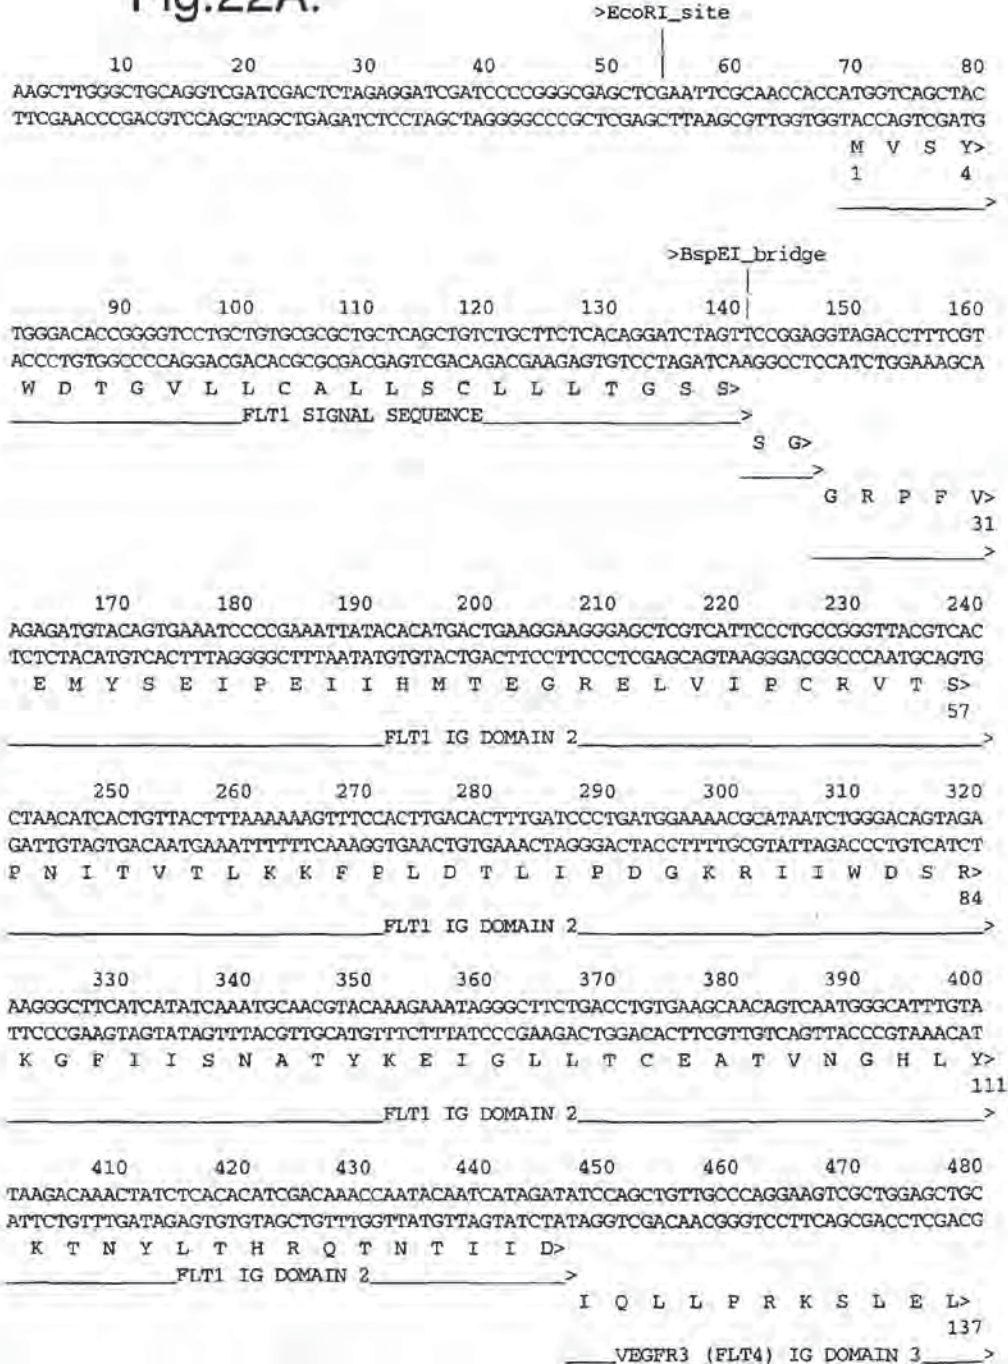 Fig.22A.
>EcoRI_site
10 20 30 40 50 60 70 80
AAGCTTGGGCTGCAGGTCGATCGACTCTAGAGGATCGATCCCCGGGCGAGCTCGAATTCGCAACCACCATGGTCAGCTAC
TTCGAACCCGACGTCCAGCTAGCTGAGATCTCCTAGCTAGGGGCCCGCTCGAGCTTAAGCGTTGGTGGTACCAGTCGATG
M V S Y>
1 4
>
>BspEI_bridge
90 100 110 120 130 140 150 160
TGGGACACCGGGGTCCTGCTGTGCGCGCTGCTCAGCTGTCTGCTTCTCACAGGATCTAGTTCCGGAGGTAGACCTTTCGT
ACCCTGTGGCCCCAGGACGACACGCGCGACGAGTCGACAGACGAAGAGTGTCCTAGATCAAGGCCTCCATCTGGAAAGCA
W D T G V L L C A L L S C L L L T G S S>
FLT1 SIGNAL SEQUENCE >
S G>
>
G R P F V>
31
>
170 180 190 200 210 220 230 240
AGAGATGTACAGTGAAATCCCCGAAATTATACACATGACTGAAGGAAGGGAGCTCGTCATTCCCTGCCGGGTTACGTCAC
TCTCTACATGTCACTTTAGGGGCTTTAATATGTGTACTGACTTCCTTCCCTCGAGCAGTAAGGGACGGCCCAATGCAGTG
E M Y S E I P E I I H M T E G R E L V I P C R V T S>
57
FLT1 IG DOMAIN 2 >
250 260 270 280 290 300 310 320
CTAACATCACTGTTACTTTAAAAAAGTTTCCACTTGACACTTTGATCCCTGATGGAAAACGCATAATCTGGGACAGTAGA
GATTGTAGTGACAATGAAATTTTTTCAAAGGTGAACTGTGAAACTAGGGACTACCTTTTGCGTATTAGACCCTGTCATCT
P N I T V T L K K F P L D T L I P D G K R I I W D S R>
84
FLT1 IG DOMAIN 2 >
330 340 350 360 370 380 390 400
AAGGGCTTCATCATATCAAATGCAACGTACAAAGAAATAGGGCTTCTGACCTGTGAAGCAACAGTCAATGGGCATTTGTA
TTCCCGAAGTAGTATAGTTTACGTTGCATGTTTCTTTATCCCGAAGACTGGACACTTCGTTGTCAGTTACCCGTAAACAT
K G F I I S N A T Y K E I G L L T C E A T V N G H L Y>
111
FLT1 IG DOMAIN 2 >
410 420 430 440 450 460 470 480
TAAGACAAACTATCTCACACATCGACAAACCAATACAATCATAGATATCCAGCTGTTGCCCAGGAAGTCGCTGGAGCTGC
ATTCTGTTTGATAGAGTGTGTAGCTGTTTGGTTATGTTAGTATCTATAGGTCGACAACGGGTCCTTCAGCGACCTCGACG
K T N Y L T H R Q T N T I I D>
FLT1 IG DOMAIN 2 >
I Q L L P R K S L E L>
137
VEGFR3 (FLT4) IG DOMAIN 3 >